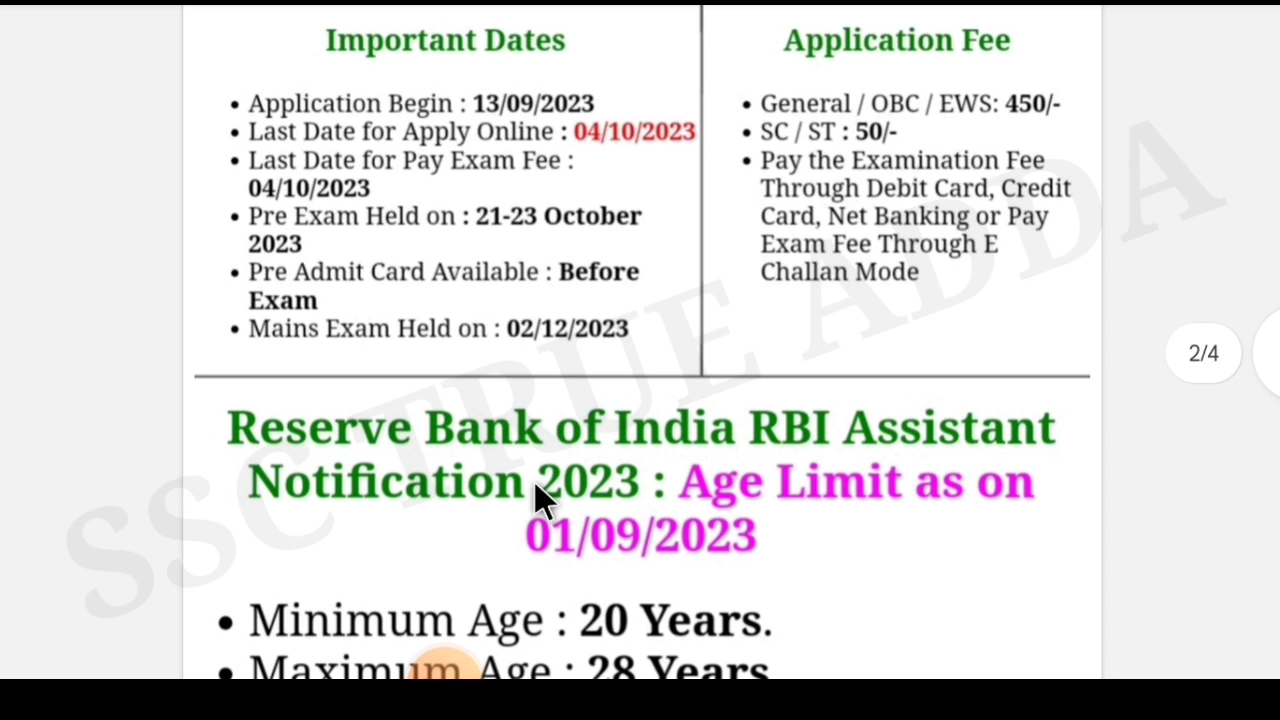 Important Dates
• Application Begin : 13/09/2023
• Last Date for Apply Online : 04/10/2023
• Last Date for Pay Exam Fee :
04/10/2023
• Pre Exam Held on : 21-23 October
2023
• Pre Admit Card Available : Before
Exam
• Mains Exam Held on : 02/12/2023
Application Fee
• General / OBC / EWS: 450/-
• SC / ST : 50/-
• Pay the Examination Fee
Through Debit Card, Credit
Card, Net Banking or Pay
Exam Fee Through E
Challan Mode
2/4
Reserve Bank of India RBI Assistant
Notification 2023 : Age Limit as on
01/09/2023
• Minimum Age : 20 Years.
• Maximum Age : 28 Years
SSC TRUE ADDA